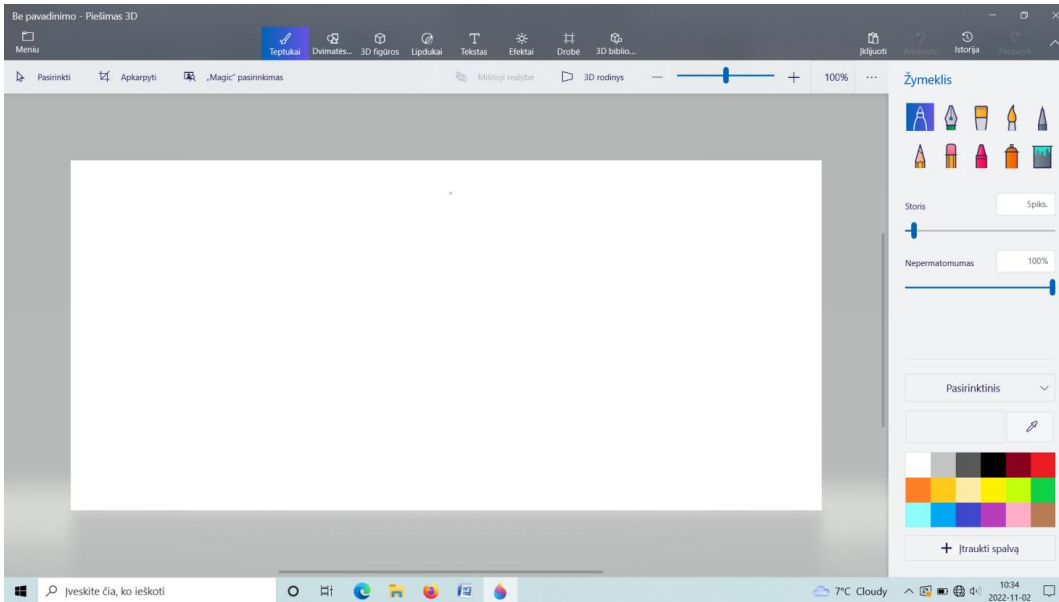 Be pavadinimo - Piešimas 3D
Meniu
Teptukai
Dvimatės...
3D figūros
Lipdukai
Tekstas
Efektai
Drobė
3D biblio...
Įklijuoti
Anuliuoti
Istorija
Perdaryti
Pasirinkti
Apkarpyti
„Magic“ pasirinkimas
Mišrioji realybė
3D rodinys
100%
Žymeklis
Storis
5piks.
Nepermatomumas
100%
Pasirinktinis
Įtraukti spalvą
Įveskite čia, ko ieškoti
7°C Cloudy
10:34
2022-11-02